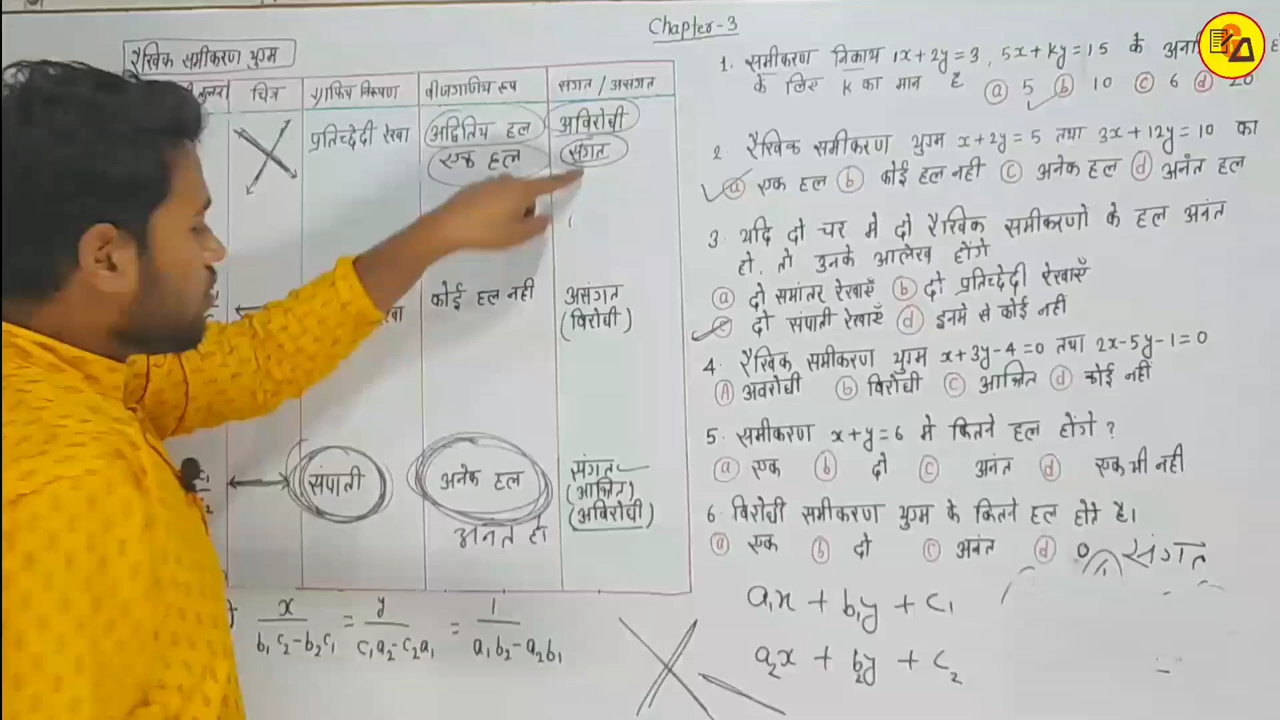 Chapter-3
रैखिक समीकरण युग्म
चित्र
बीजगणितीय रूप
संगत / असंगत
प्रतिच्छेदी रेखा
अद्वितिय हल
एक हल
अविरोधी
संगत
कोई हल नही
असंगत
(विरोधी)
संपाती
अनेक हल
अनंत हो
संगत
(आश्रित)
(अविरोधी)
x/(b₁c₂-b₂c₁) = y/(c₁a₂-c₂a₁) = 1/(a₁b₂-a₂b₁)
1. समीकरण निकाय 1x+2y=3, 5x+ky=15 के
के लिए k का मान है (a) 5 (b) 10 (c) 6 (d) 20
2. रैखिक समीकरण युग्म x+2y=5 तथा 3x+12y=10 का
(a) एक हल (b) कोई हल नही (c) अनेक हल (d) अनंत हल
3. यदि दो चर मे दो रैखिक समीकरणो के हल अनंत
हो, तो उनके आलेख होंगे
(a) दो समांतर रेखाएँ (b) दो प्रतिच्छेदी रेखाएँ
दो संपाती रेखाएँ (d) इनमे से कोई नहीं
4. रैखिक समीकरण युग्म x+3y-4=0 तथा 2x-5y-1=0
(A) अवरोधी (b) विरोधी (c) आश्रित (d) कोई नहीं
5. समीकरण x+y=6 मे कितने हल होंगे ?
(a) एक (b) दो (c) अनंत (d) एक भी नही
6. विरोधी समीकरण युग्म के कितने हल होते है।
(a) एक (b) दो (c) अनंत (d) 0
संगत
a₁x + b₁y + c₁
a₂x + b₂y + c₂